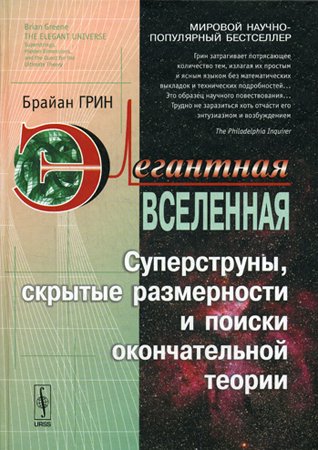 Brian Greene
THE ELEGANT UNIVERSE
Superstrings,
Hidden Dimensions,
and the Quest for the
Ultimate Theory
МИРОВОЙ НАУЧНО-
ПОПУЛЯРНЫЙ БЕСТСЕЛЛЕР
Грин затрагивает потрясающее
количество тем, излагая их простым
и ясным языком без математических
выкладок и технических подробностей...
Это образец научного повествования...
Трудно не заразиться хоть отчасти его
энтузиазмом и возбуждением
The Philadelphia Inquirer
Брайан ГРИН
Элегантная
ВСЕЛЕННАЯ
Суперструны,
скрытые размерности
и поиски
окончательной
теории
URSS